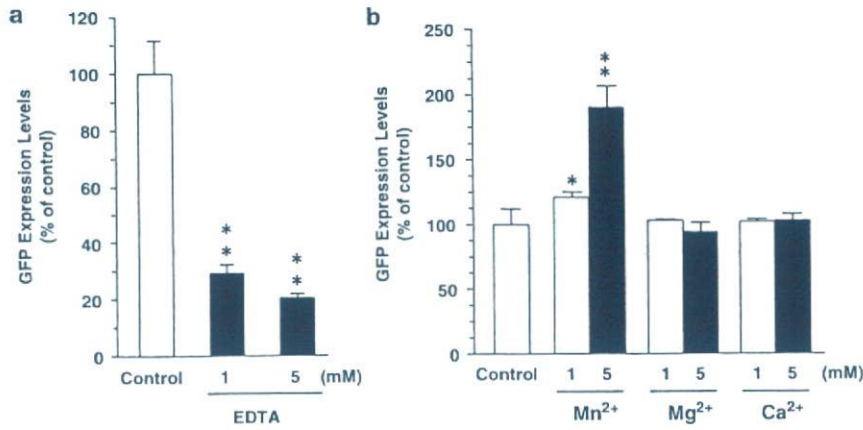 a
GFP Expression Levels
(% of control)
120
100
80
60
40
20
0
**
**
Control
1
5
(mM)
EDTA
b
GFP Expression Levels
(% of control)
250
200
150
100
50
0
*
**
Control
1
5
1
5
1
5
(mM)
Mn²⁺
Mg²⁺
Ca²⁺